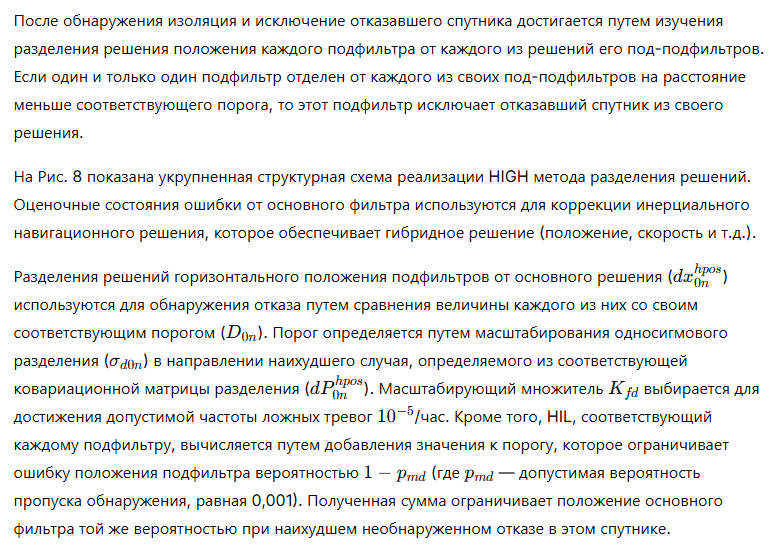 После обнаружения изоляция и исключение отказавшего спутника достигается путем изучения
разделения решения положения каждого подфильтра от каждого из решений его под-подфильтров.
Если один и только один подфильтр отделен от каждого из своих под-подфильтров на расстояние
меньше соответствующего порога, то этот подфильтр исключает отказавший спутник из своего
решения.
На Рис. 8 показана укрупненная структурная схема реализации HIGH метода разделения решений.
Оценочные состояния ошибки от основного фильтра используются для коррекции инерциального
навигационного решения, которое обеспечивает гибридное решение (положение, скорость и т.д.).
Разделения решений горизонтального положения подфильтров от основного решения ($dx_{0n}^{hpos}$)
используются для обнаружения отказа путем сравнения величины каждого из них со своим
соответствующим порогом ($D_{0n}$). Порог определяется путем масштабирования односигмового
разделения ($\sigma_{d0n}$) в направлении наихудшего случая, определяемого из соответствующей
ковариационной матрицы разделения ($dP_{0n}^{hpos}$). Масштабирующий множитель $K_{fd}$ выбирается для
достижения допустимой частоты ложных тревог $10^{-5}$/час. Кроме того, HIL, соответствующий
каждому подфильтру, вычисляется путем добавления значения к порогу, которое ограничивает
ошибку положения подфильтра вероятностью $1 - p_{md}$ (где $p_{md}$ — допустимая вероятность
пропуска обнаружения, равная 0,001). Полученная сумма ограничивает положение основного
фильтра той же вероятностью при наихудшем необнаруженном отказе в этом спутнике.